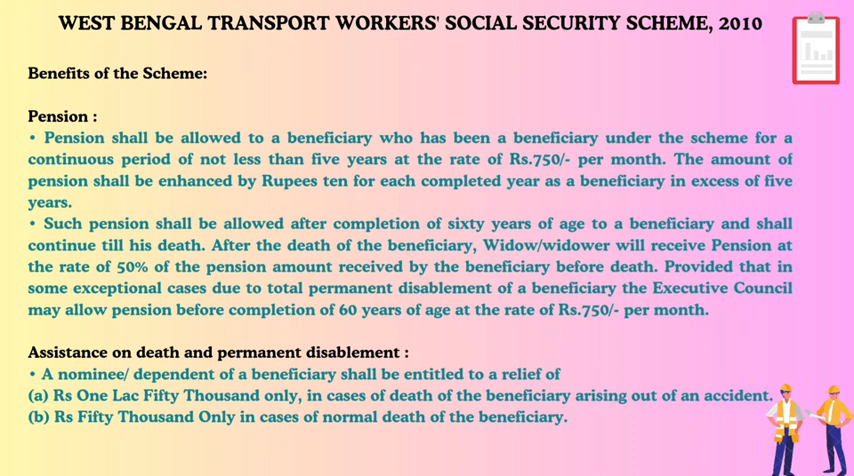 WEST BENGAL TRANSPORT WORKERS' SOCIAL SECURITY SCHEME, 2010
Benefits of the Scheme:
Pension :
• Pension shall be allowed to a beneficiary who has been a beneficiary under the scheme for a
continuous period of not less than five years at the rate of Rs.750/- per month. The amount of
pension shall be enhanced by Rupees ten for each completed year as a beneficiary in excess of five
years.
• Such pension shall be allowed after completion of sixty years of age to a beneficiary and shall
continue till his death. After the death of the beneficiary, Widow/widower will receive Pension at
the rate of 50% of the pension amount received by the beneficiary before death. Provided that in
some exceptional cases due to total permanent disablement of a beneficiary the Executive Council
may allow pension before completion of 60 years of age at the rate of Rs.750/- per month.
Assistance on death and permanent disablement :
• A nominee/ dependent of a beneficiary shall be entitled to a relief of
(a) Rs One Lac Fifty Thousand only, in cases of death of the beneficiary arising out of an accident.
(b) Rs Fifty Thousand Only in cases of normal death of the beneficiary.